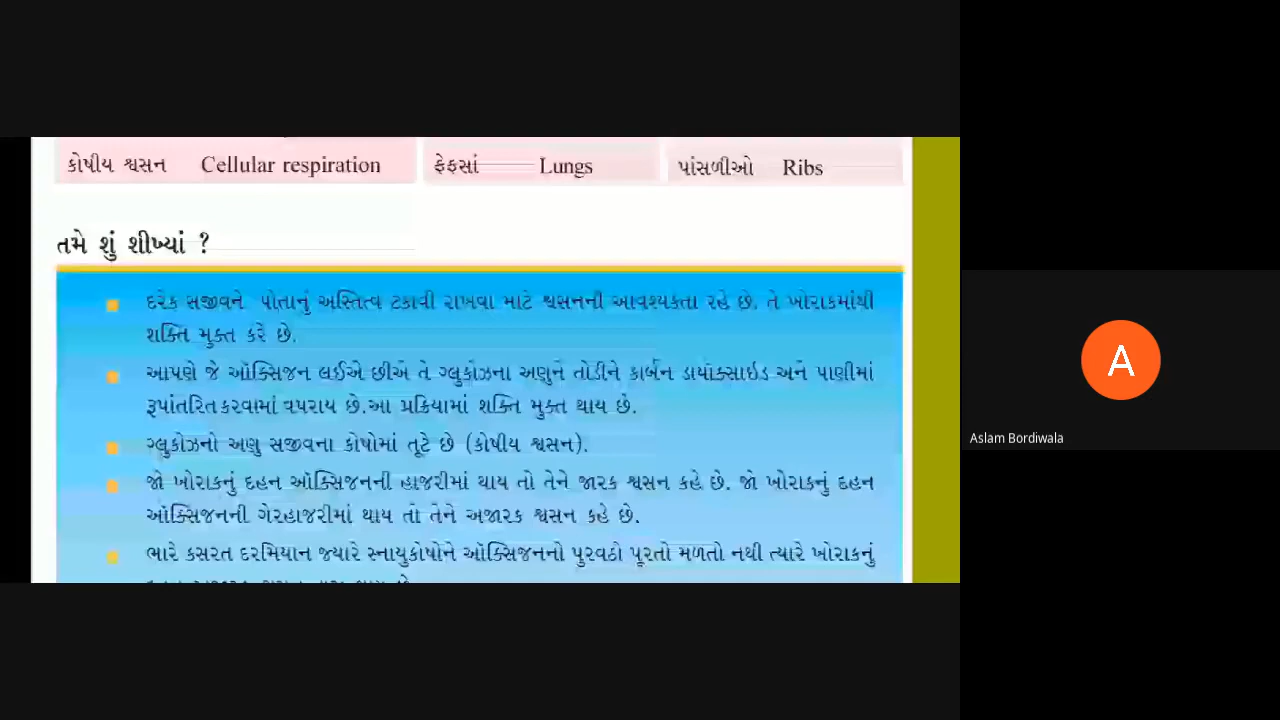 કોષીય શ્વસન Cellular respiration ફેફસાં Lungs પાંસળીઓ Ribs
તમે શું શીખ્યાં ?
દરેક સજીવને પોતાનું અસ્તિત્વ ટકાવી રાખવા માટે શ્વસનની આવશ્યકતા રહે છે. તે ખોરાકમાંથી
શક્તિ મુક્ત કરે છે.
આપણે જે ઑક્સિજન લઈએ છીએ તે ગ્લુકોઝના અણુને તોડીને કાર્બન ડાયૉક્સાઇડ અને પાણીમાં
રૂપાંતરિત કરવામાં વપરાય છે.આ પ્રક્રિયામાં શક્તિ મુક્ત થાય છે.
ગ્લુકોઝનો અણુ સજીવના કોષોમાં તૂટે છે (કોષીય શ્વસન).
જો ખોરાકનું દહન ઑક્સિજનની હાજરીમાં થાય તો તેને જારક શ્વસન કહે છે. જો ખોરાકનું દહન
ઑક્સિજનની ગેરહાજરીમાં થાય તો તેને અજારક શ્વસન કહે છે.
ભારે કસરત દરમિયાન જ્યારે સ્નાયુકોષોને ઑક્સિજનનો પુરવઠો પૂરતો મળતો નથી ત્યારે ખોરાકનું
A
Aslam Bordiwala